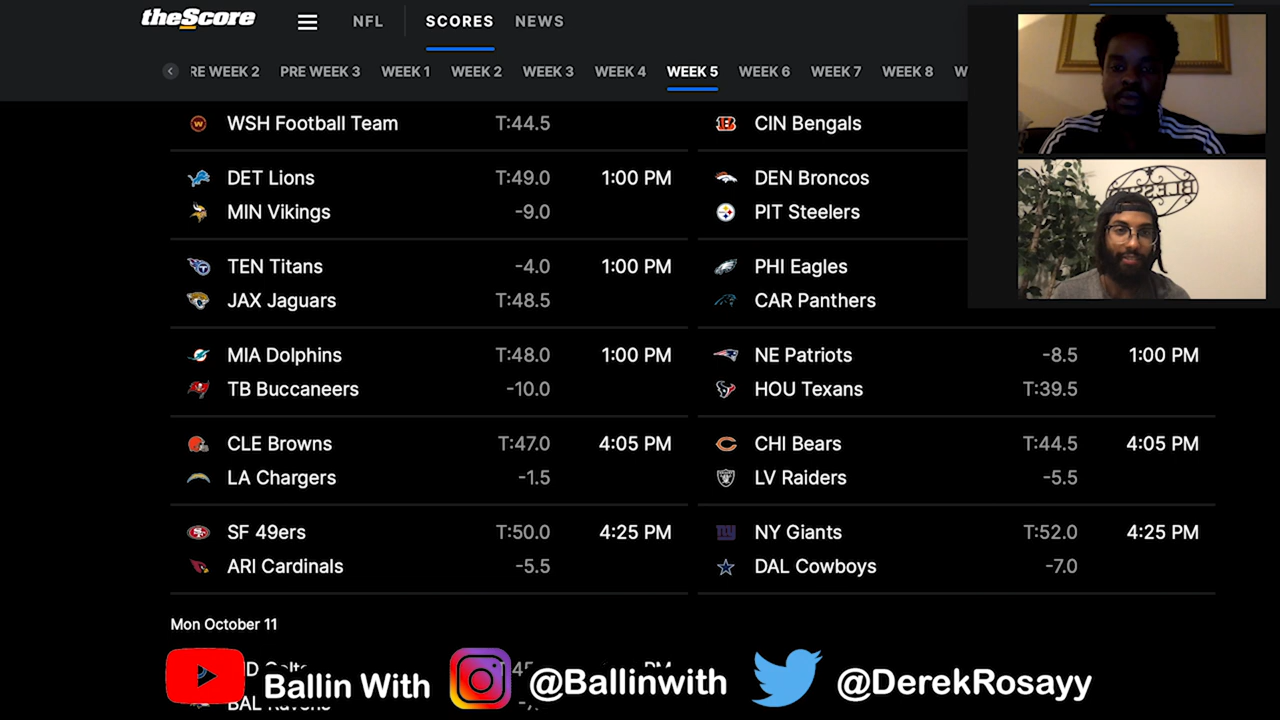 theScore NFL SCORES NEWS
RE WEEK 2 PRE WEEK 3 WEEK 1 WEEK 2 WEEK 3 WEEK 4 WEEK 5 WEEK 6 WEEK 7 WEEK 8 W
WSH Football Team T:44.5 CIN Bengals
DET Lions T:49.0 1:00 PM DEN Broncos
MIN Vikings -9.0 PIT Steelers
TEN Titans -4.0 1:00 PM PHI Eagles
JAX Jaguars T:48.5 CAR Panthers
MIA Dolphins T:48.0 1:00 PM NE Patriots -8.5 1:00 PM
TB Buccaneers -10.0 HOU Texans T:39.5
CLE Browns T:47.0 4:05 PM CHI Bears T:44.5 4:05 PM
LA Chargers -1.5 LV Raiders -5.5
SF 49ers T:50.0 4:25 PM NY Giants T:52.0 4:25 PM
ARI Cardinals -5.5 DAL Cowboys -7.0
Mon October 11
Ballin With @Ballinwith @DerekRosayy
BAL Ravens
BLESSED